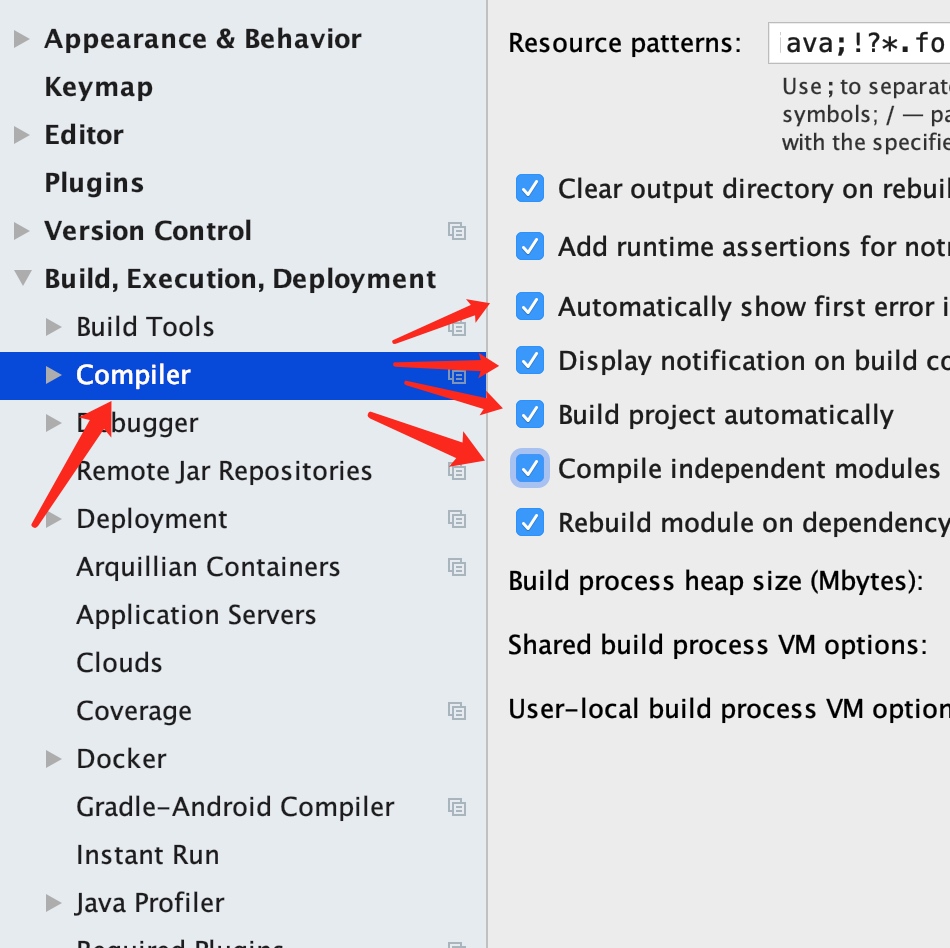 Appearance & Behavior
Keymap
Editor
Plugins
Version Control
Build, Execution, Deployment
Build Tools
Compiler
Debugger
Remote Jar Repositories
Deployment
Arquillian Containers
Application Servers
Clouds
Coverage
Docker
Gradle-Android Compiler
Instant Run
Java Profiler
Required Plugins
Resource patterns: ava;!?*.fo
Use ; to separat
symbols; / — pa
with the specifie
Clear output directory on rebuil
Add runtime assertions for notn
Automatically show first error i
Display notification on build co
Build project automatically
Compile independent modules
Rebuild module on dependency
Build process heap size (Mbytes):
Shared build process VM options:
User-local build process VM option